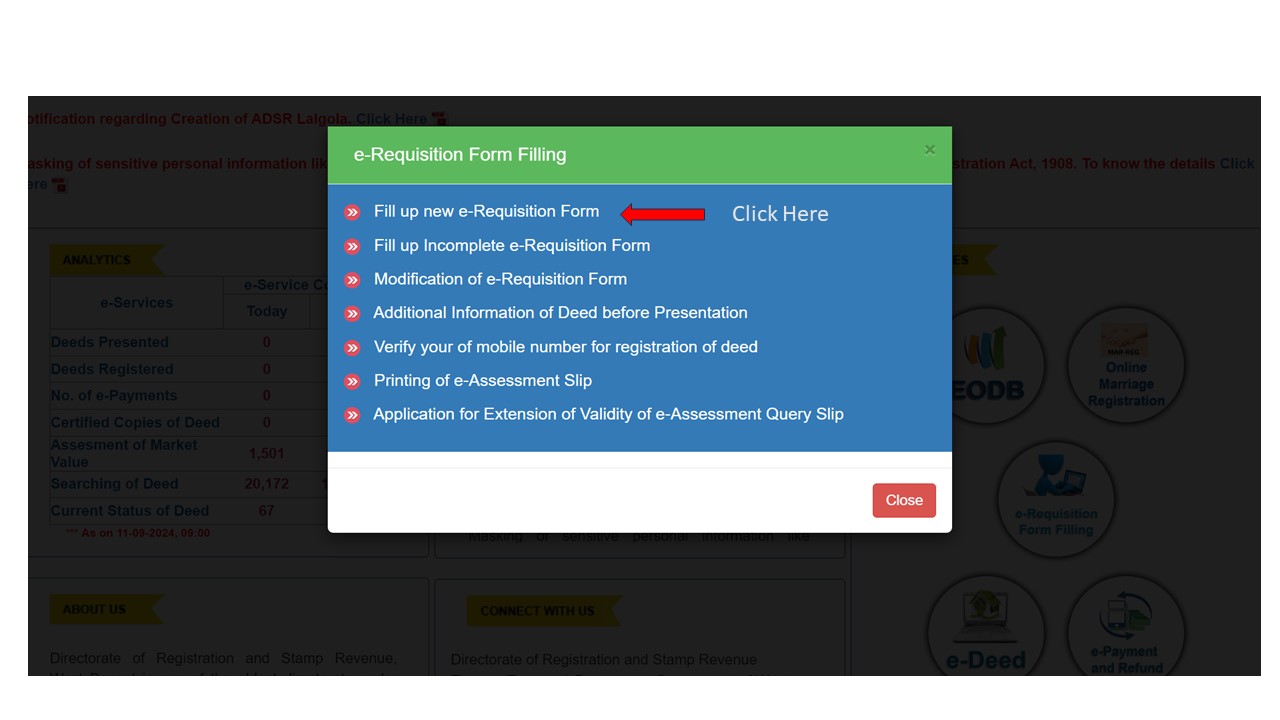 otification regarding Creation of ADSR Lalgola. Click Here
asking of sensitive personal information lik
stration Act, 1908. To know the details Click
ere
e-Requisition Form Filling
×
Fill up new e-Requisition Form
Click Here
Fill up Incomplete e-Requisition Form
Modification of e-Requisition Form
Additional Information of Deed before Presentation
Verify your of mobile number for registration of deed
Printing of e-Assessment Slip
Application for Extension of Validity of e-Assessment Query Slip
Close
ANALYTICS
e-Services
e-Service Co
Today
Deeds Presented 0
Deeds Registered 0
No. of e-Payments 0
Certified Copies of Deed 0
Assesment of Market
Value 1,501
Searching of Deed 20,172
Current Status of Deed 67
*** As on 11-09-2024, 09:00
Masking of sensitive personal information like
ES
EODB
MAR-REG
Online
Marriage
Registration
e-Requisition
Form Filling
e-Deed
e-Payment
and Refund
ABOUT US
Directorate of Registration and Stamp Revenue,
CONNECT WITH US
Directorate of Registration and Stamp Revenue